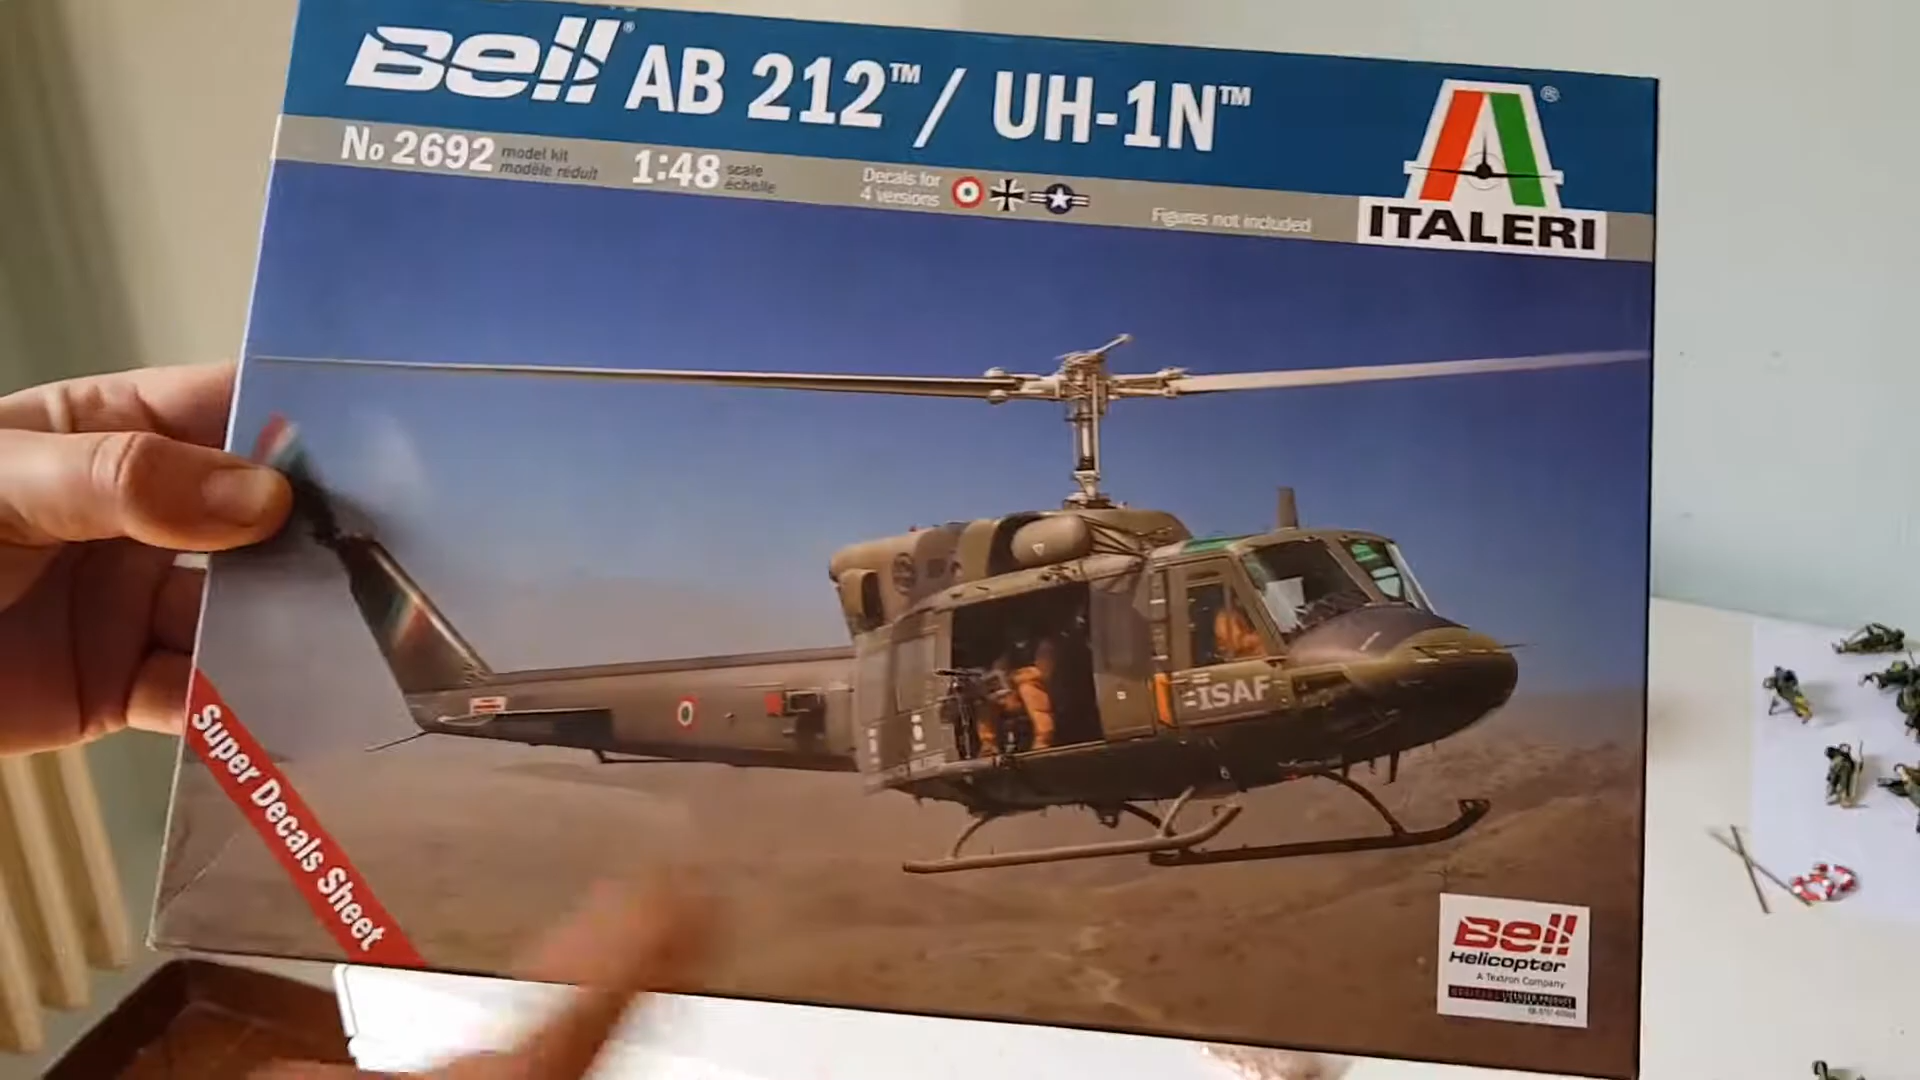 Bell® AB 212™ / UH-1N™
No 2692 model kit modèle réduit 1:48 scale échelle
Decals for 4 versions
Figures not included
ITALERI ®
ISAF
Super Decals Sheet
Bell
Helicopter
A Textron Company